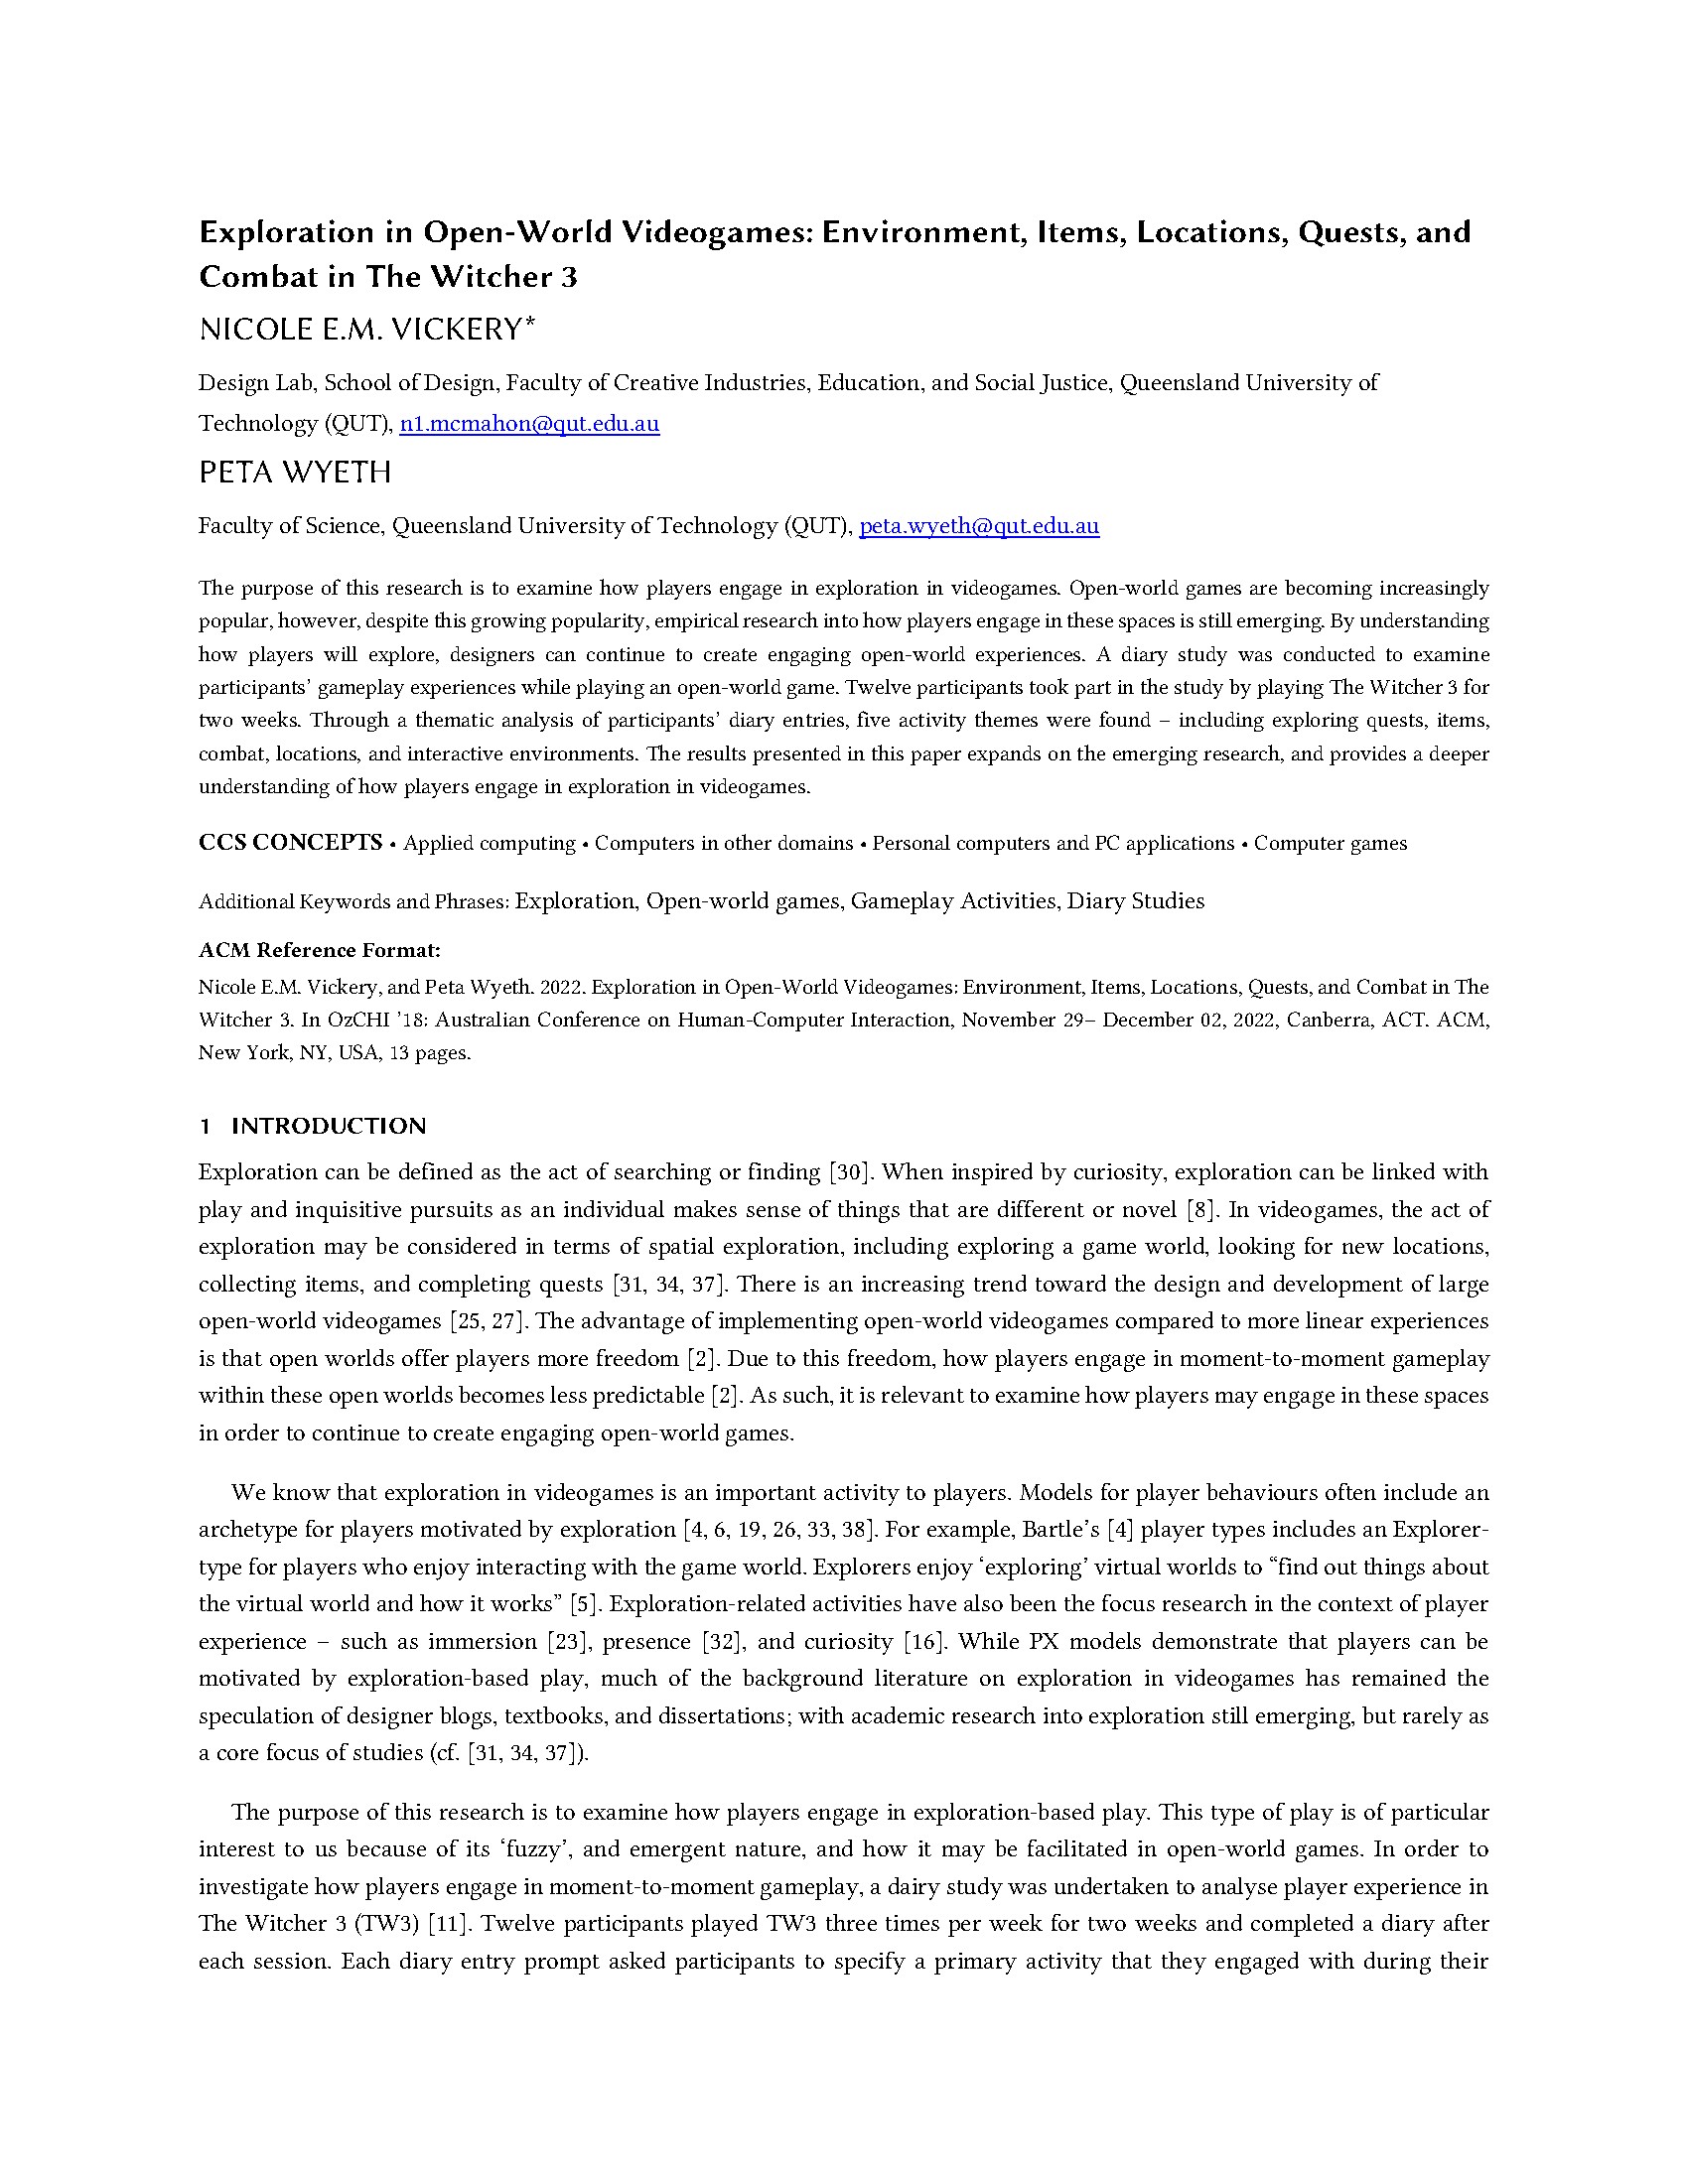 Exploration in Open-World Videogames: Environment, Items, Locations, Quests, and
Combat in The Witcher 3
NICOLE E.M. VICKERY*
Design Lab, School of Design, Faculty of Creative Industries, Education, and Social Justice, Queensland University of
Technology (QUT), n1.mcmahon@qut.edu.au
PETA WYETH
Faculty of Science, Queensland University of Technology (QUT), peta.wyeth@qut.edu.au
The purpose of this research is to examine how players engage in exploration in videogames. Open-world games are becoming increasingly
popular, however, despite this growing popularity, empirical research into how players engage in these spaces is still emerging. By understanding
how players will explore, designers can continue to create engaging open-world experiences. A diary study was conducted to examine
participants' gameplay experiences while playing an open-world game. Twelve participants took part in the study by playing The Witcher 3 for
two weeks. Through a thematic analysis of participants' diary entries, five activity themes were found – including exploring quests, items,
combat, locations, and interactive environments. The results presented in this paper expands on the emerging research, and provides a deeper
understanding of how players engage in exploration in videogames.
CCS CONCEPTS • Applied computing • Computers in other domains • Personal computers and PC applications • Computer games
Additional Keywords and Phrases: Exploration, Open-world games, Gameplay Activities, Diary Studies
ACM Reference Format:
Nicole E.M. Vickery, and Peta Wyeth. 2022. Exploration in Open-World Videogames: Environment, Items, Locations, Quests, and Combat in The
Witcher 3. In OzCHI '18: Australian Conference on Human-Computer Interaction, November 29– December 02, 2022, Canberra, ACT. ACM,
New York, NY, USA, 13 pages.
1 INTRODUCTION
Exploration can be defined as the act of searching or finding [30]. When inspired by curiosity, exploration can be linked with
play and inquisitive pursuits as an individual makes sense of things that are different or novel [8]. In videogames, the act of
exploration may be considered in terms of spatial exploration, including exploring a game world, looking for new locations,
collecting items, and completing quests [31, 34, 37]. There is an increasing trend toward the design and development of large
open-world videogames [25, 27]. The advantage of implementing open-world videogames compared to more linear experiences
is that open worlds offer players more freedom [2]. Due to this freedom, how players engage in moment-to-moment gameplay
within these open worlds becomes less predictable [2]. As such, it is relevant to examine how players may engage in these spaces
in order to continue to create engaging open-world games.
We know that exploration in videogames is an important activity to players. Models for player behaviours often include an
archetype for players motivated by exploration [4, 6, 19, 26, 33, 38]. For example, Bartle's [4] player types includes an Explorer-
type for players who enjoy interacting with the game world. Explorers enjoy 'exploring' virtual worlds to "find out things about
the virtual world and how it works" [5]. Exploration-related activities have also been the focus research in the context of player
experience – such as immersion [23], presence [32], and curiosity [16]. While PX models demonstrate that players can be
motivated by exploration-based play, much of the background literature on exploration in videogames has remained the
speculation of designer blogs, textbooks, and dissertations; with academic research into exploration still emerging, but rarely as
a core focus of studies (cf. [31, 34, 37]).
The purpose of this research is to examine how players engage in exploration-based play. This type of play is of particular
interest to us because of its 'fuzzy', and emergent nature, and how it may be facilitated in open-world games. In order to
investigate how players engage in moment-to-moment gameplay, a dairy study was undertaken to analyse player experience in
The Witcher 3 (TW3) [11]. Twelve participants played TW3 three times per week for two weeks and completed a diary after
each session. Each diary entry prompt asked participants to specify a primary activity that they engaged with during their